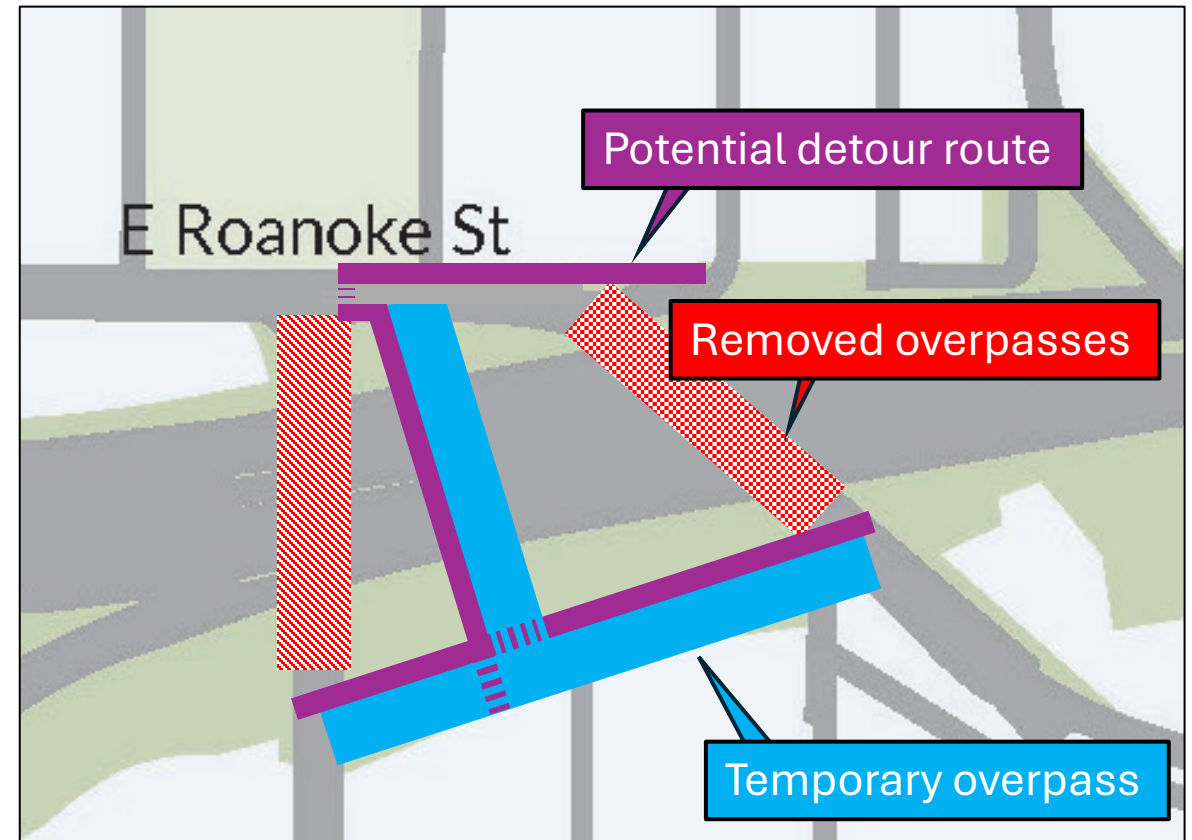 Potential detour route
E Roanoke St
Removed overpasses
Temporary overpass